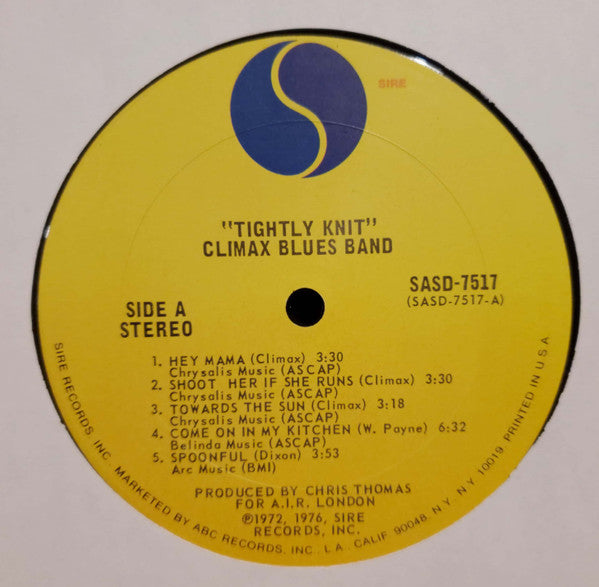 SIRE
"TIGHTLY KNIT"
CLIMAX BLUES BAND
SASD-7517
(SASD-7517-A)
SIDE A
STEREO
1. HEY MAMA (Climax) 3:30
Chrysalis Music (ASCAP)
2. SHOOT HER IF SHE RUNS (Climax) 3:30
Chrysalis Music (ASCAP)
3. TOWARDS THE SUN (Climax) 3:18
Chrysalis Music (ASCAP)
4. COME ON IN MY KITCHEN (W. Payne) 6:32
Belinda Music (ASCAP)
5. SPOONFUL (Dixon) 3:53
Arc Music (BMI)
PRODUCED BY CHRIS THOMAS
FOR A.I.R. LONDON
℗1972, 1976, SIRE
RECORDS, INC.
SIRE RECORDS, INC. MARKETED BY ABC RECORDS, INC. L.A. CALIF. 90048, N.Y. N.Y. 10019 PRINTED IN U.S.A.